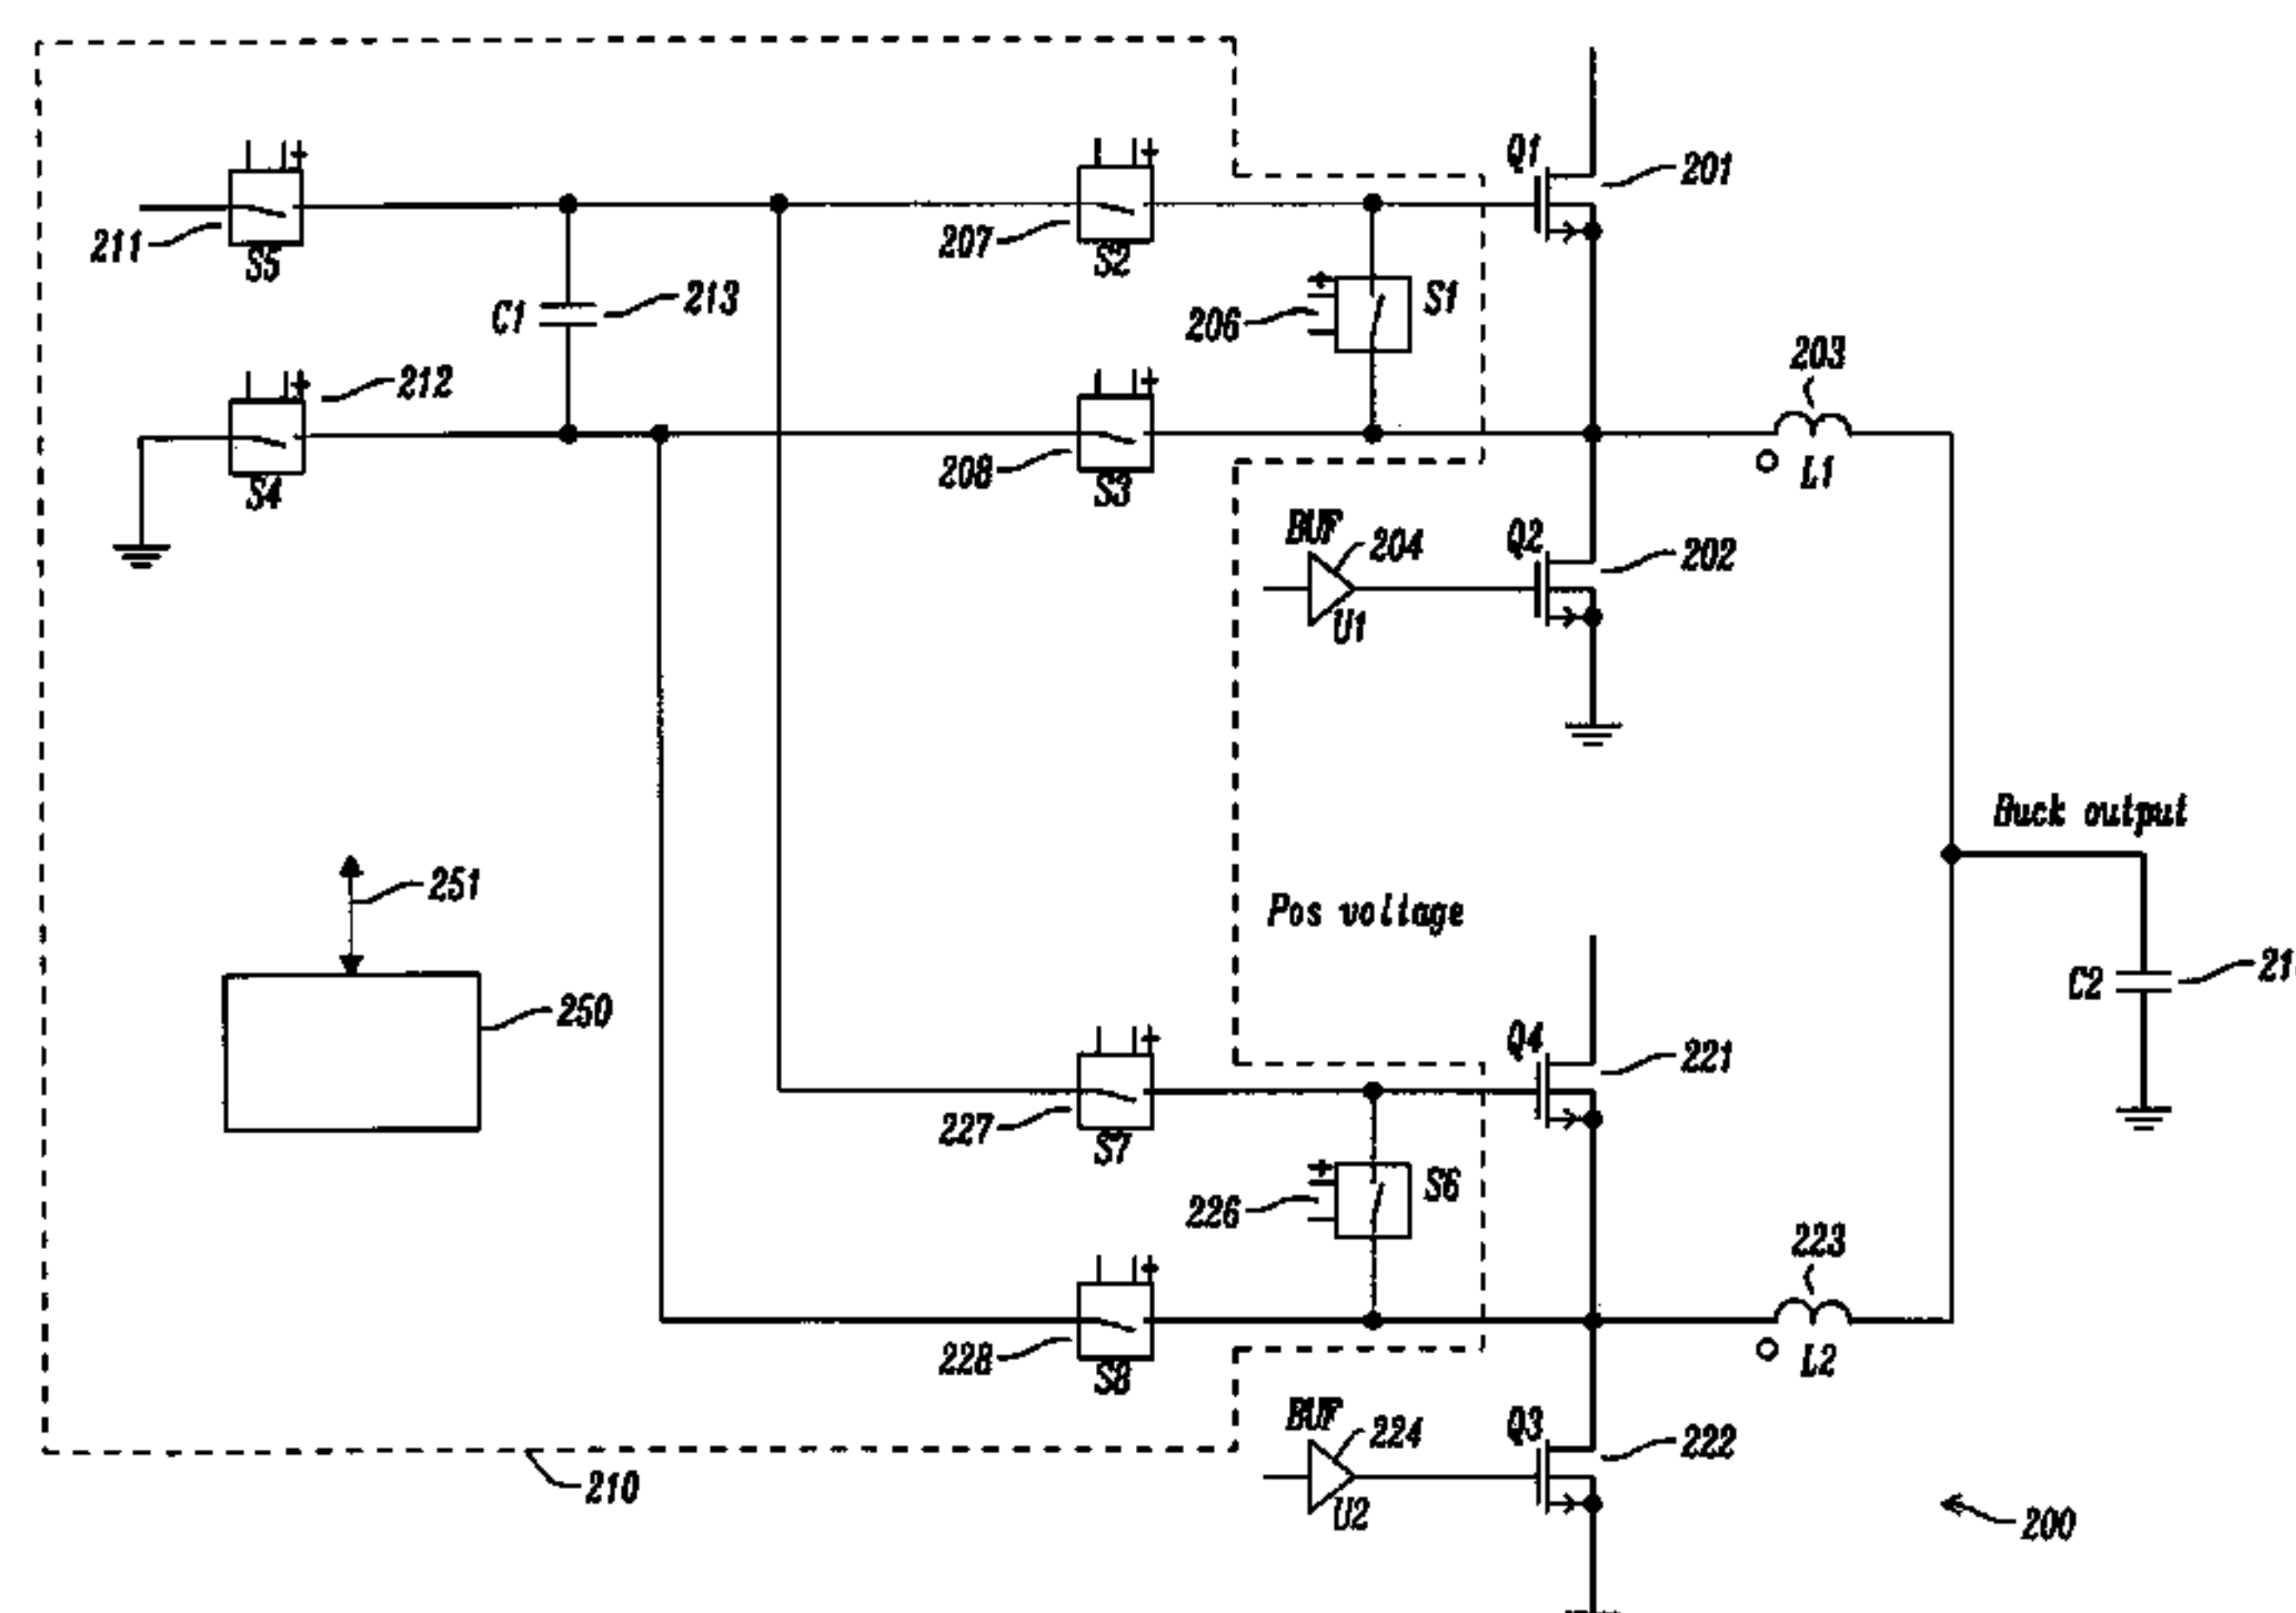 Q1
201
211
S5
207
S2
C1
213
206
S1
203
212
S4
208
S3
L1
BUF
204
Q2
202
U1
Buck output
251
Pos voltage
C2
250
Q4
221
227
S7
226
S6
223
228
S8
L2
BUF
224
Q3
222
210
U2
200